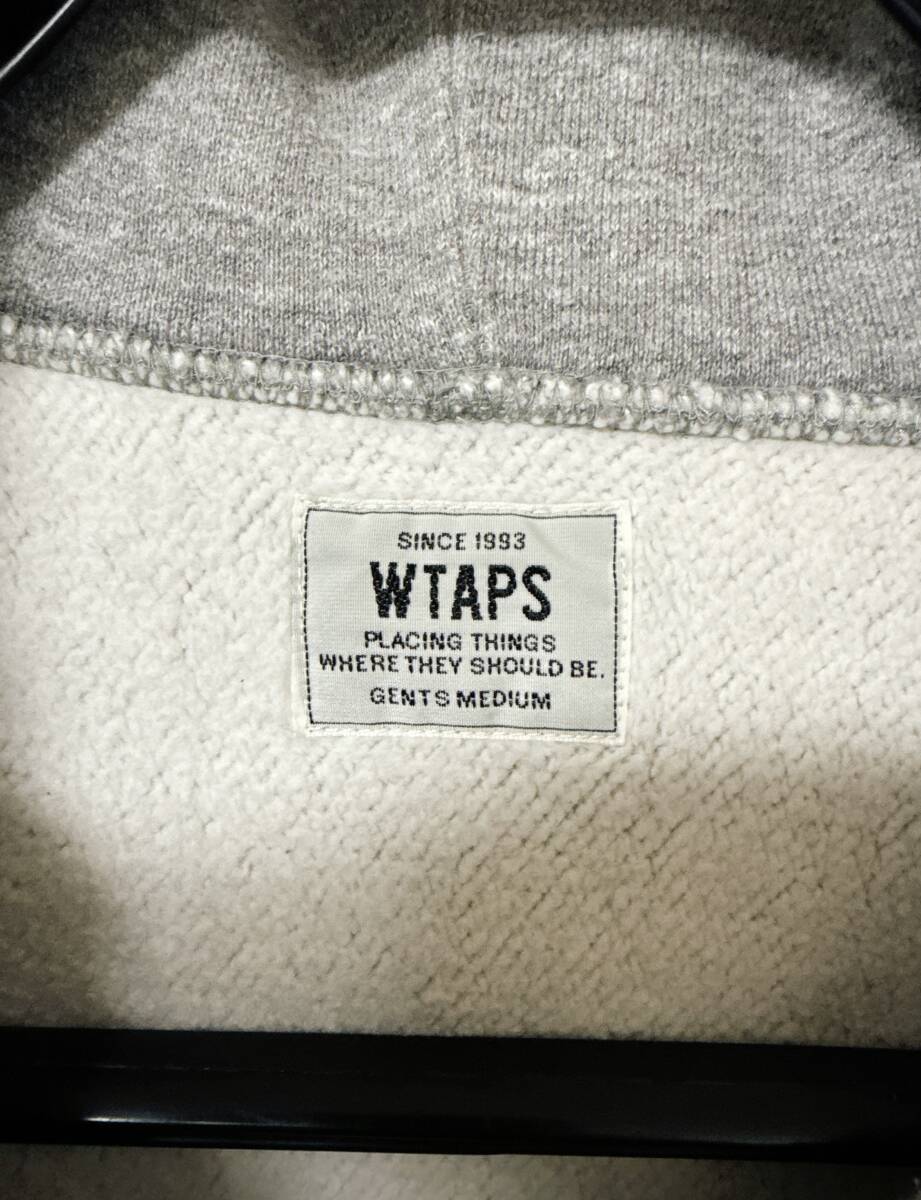 SINCE 1993
WTAPS
PLACING THINGS
WHERE THEY SHOULD BE.
GENTS MEDIUM